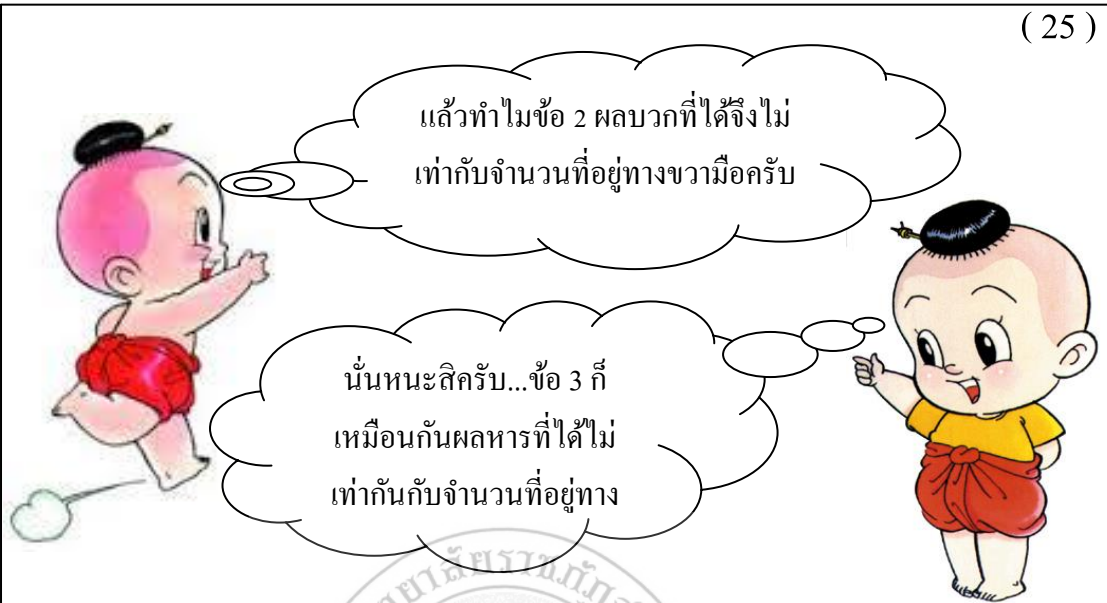 ( 25 )
แล้วทำไมข้อ 2 ผลบวกที่ได้จึงไม่
เท่ากับจำนวนที่อยู่ทางขวามือครับ
นั่นหนะสิครับ...ข้อ 3 ก็
เหมือนกันผลหารที่ได้ไม่
เท่ากันกับจำนวนที่อยู่ทาง